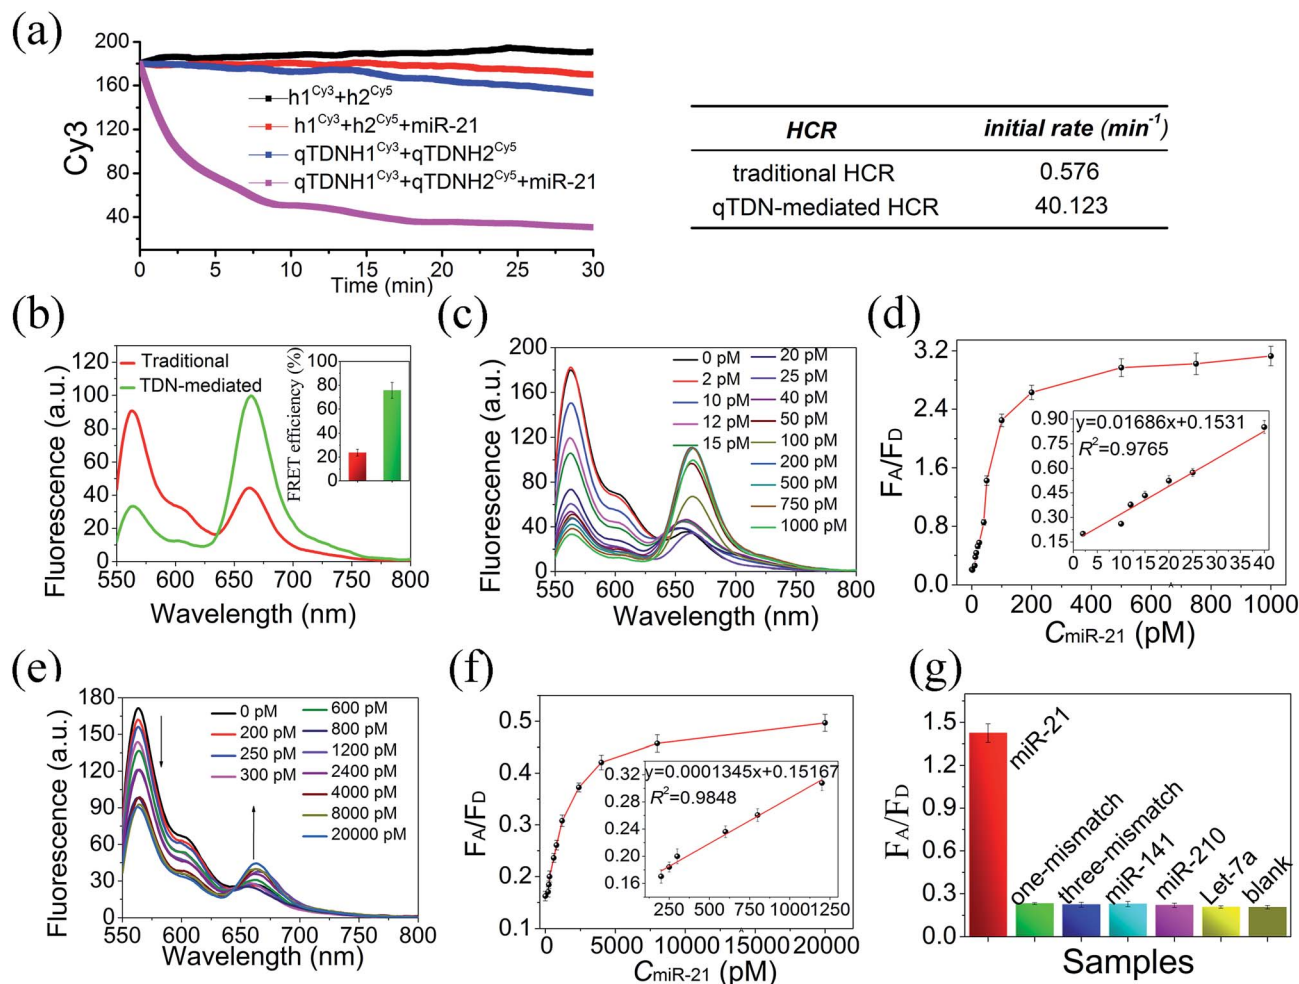 (a)
200
160
120
80
40
Cy3
h1Cy3+h2Cy5
h1Cy3+h2Cy5+miR-21
qTDNH1Cy3+qTDNH2Cy5
qTDNH1Cy3+qTDNH2Cy5+miR-21
0 5 10 15 20 25 30
Time (min)
HCR initial rate (min-1)
traditional HCR 0.576
qTDN-mediated HCR 40.123
(b)
120
100
80
60
40
20
0
Fluorescence (a.u.)
Traditional
TDN-mediated
100
80
60
40
20
0
FRET efficiency (%)
550 600 650 700 750 800
Wavelength (nm)
(c)
200
160
120
80
40
0
Fluorescence (a.u.)
0 pM
2 pM
10 pM
12 pM
15 pM
20 pM
25 pM
40 pM
50 pM
100 pM
200 pM
500 pM
750 pM
1000 pM
550 600 650 700 750 800
Wavelength (nm)
(d)
3.2
2.4
1.6
0.8
0.0
FA/FD
0.90
0.75
0.60
0.45
0.30
0.15
y=0.01686x+0.1531
R2=0.9765
0 5 10 15 20 25 30 35 40
0 200 400 600 800 1000
CmiR-21 (pM)
(e)
180
150
120
90
60
30
0
Fluorescence (a.u.)
0 pM
200 pM
250 pM
300 pM
600 pM
800 pM
1200 pM
2400 pM
4000 pM
8000 pM
20000 pM
550 600 650 700 750 800
Wavelength (nm)
(f)
0.5
0.4
0.3
0.2
0.1
FA/FD
0.32
0.28
0.24
0.20
0.16
y=0.0001345x+0.15167
R2=0.9848
250 500 750 1000 1250
0 5000 10000 15000 20000
CmiR-21 (pM)
(g)
1.5
1.2
0.9
0.6
0.3
0.0
FA/FD
miR-21
one-mismatch
three-mismatch
miR-141
miR-210
Let-7a
blank
Samples